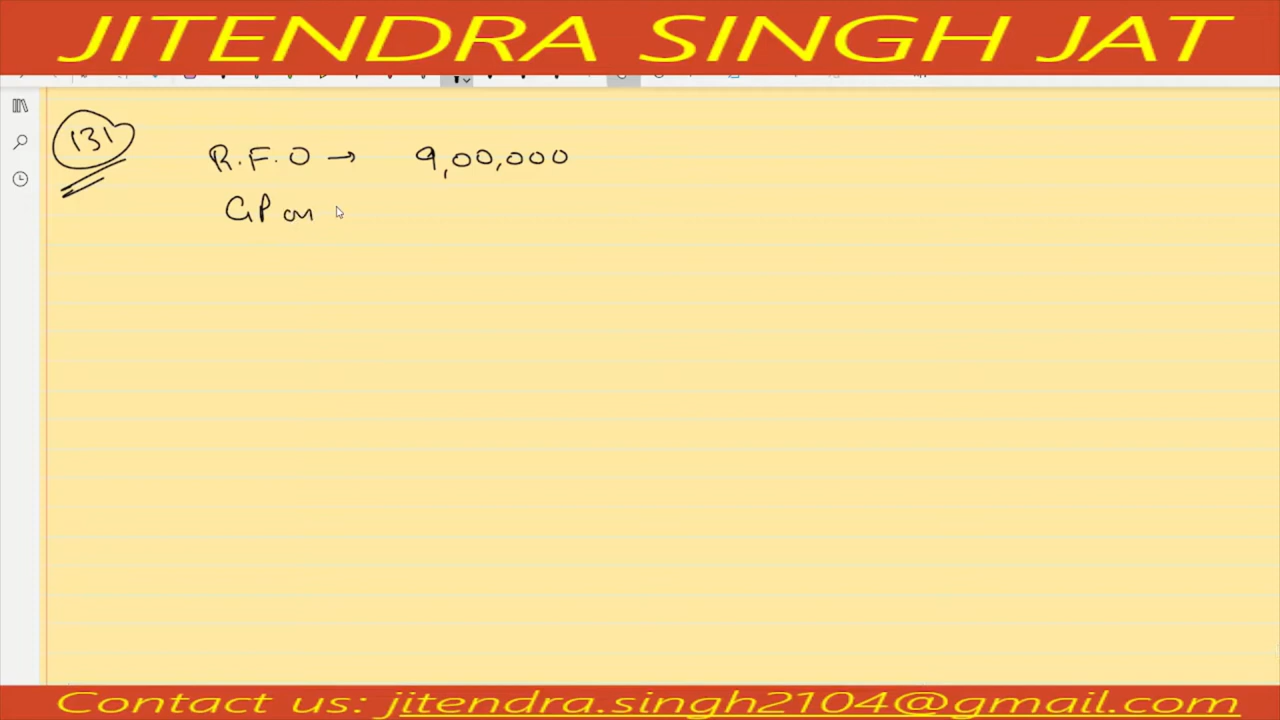 JITENDRA SINGH JAT
131
R.F.O → 9,00,000
GP on
Contact us: jitendra.singh2104@gmail.com